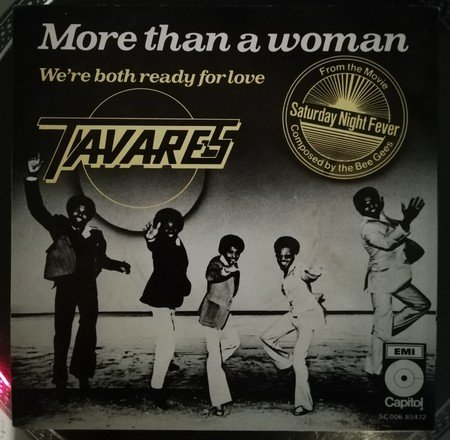 More than a woman
We're both ready for love
TAVARES
From the Movie
Saturday Night Fever
Composed by the Bee Gees
EMI
Capitol
5C 006.85472